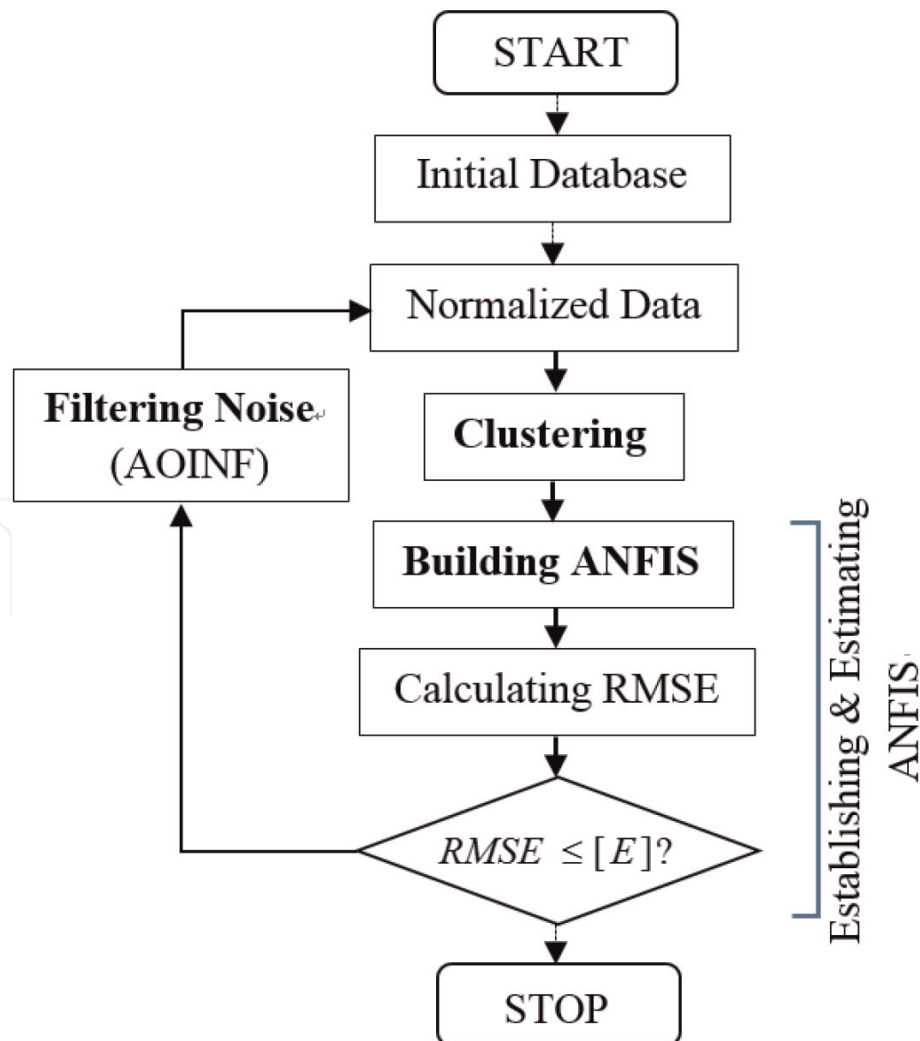 START
Initial Database
Normalized Data
Filtering Noise↵
(AOINF)
Clustering
Building ANFIS
Calculating RMSE
RMSE ≤ [E]?
STOP
Establishing & Estimating
ANFIS